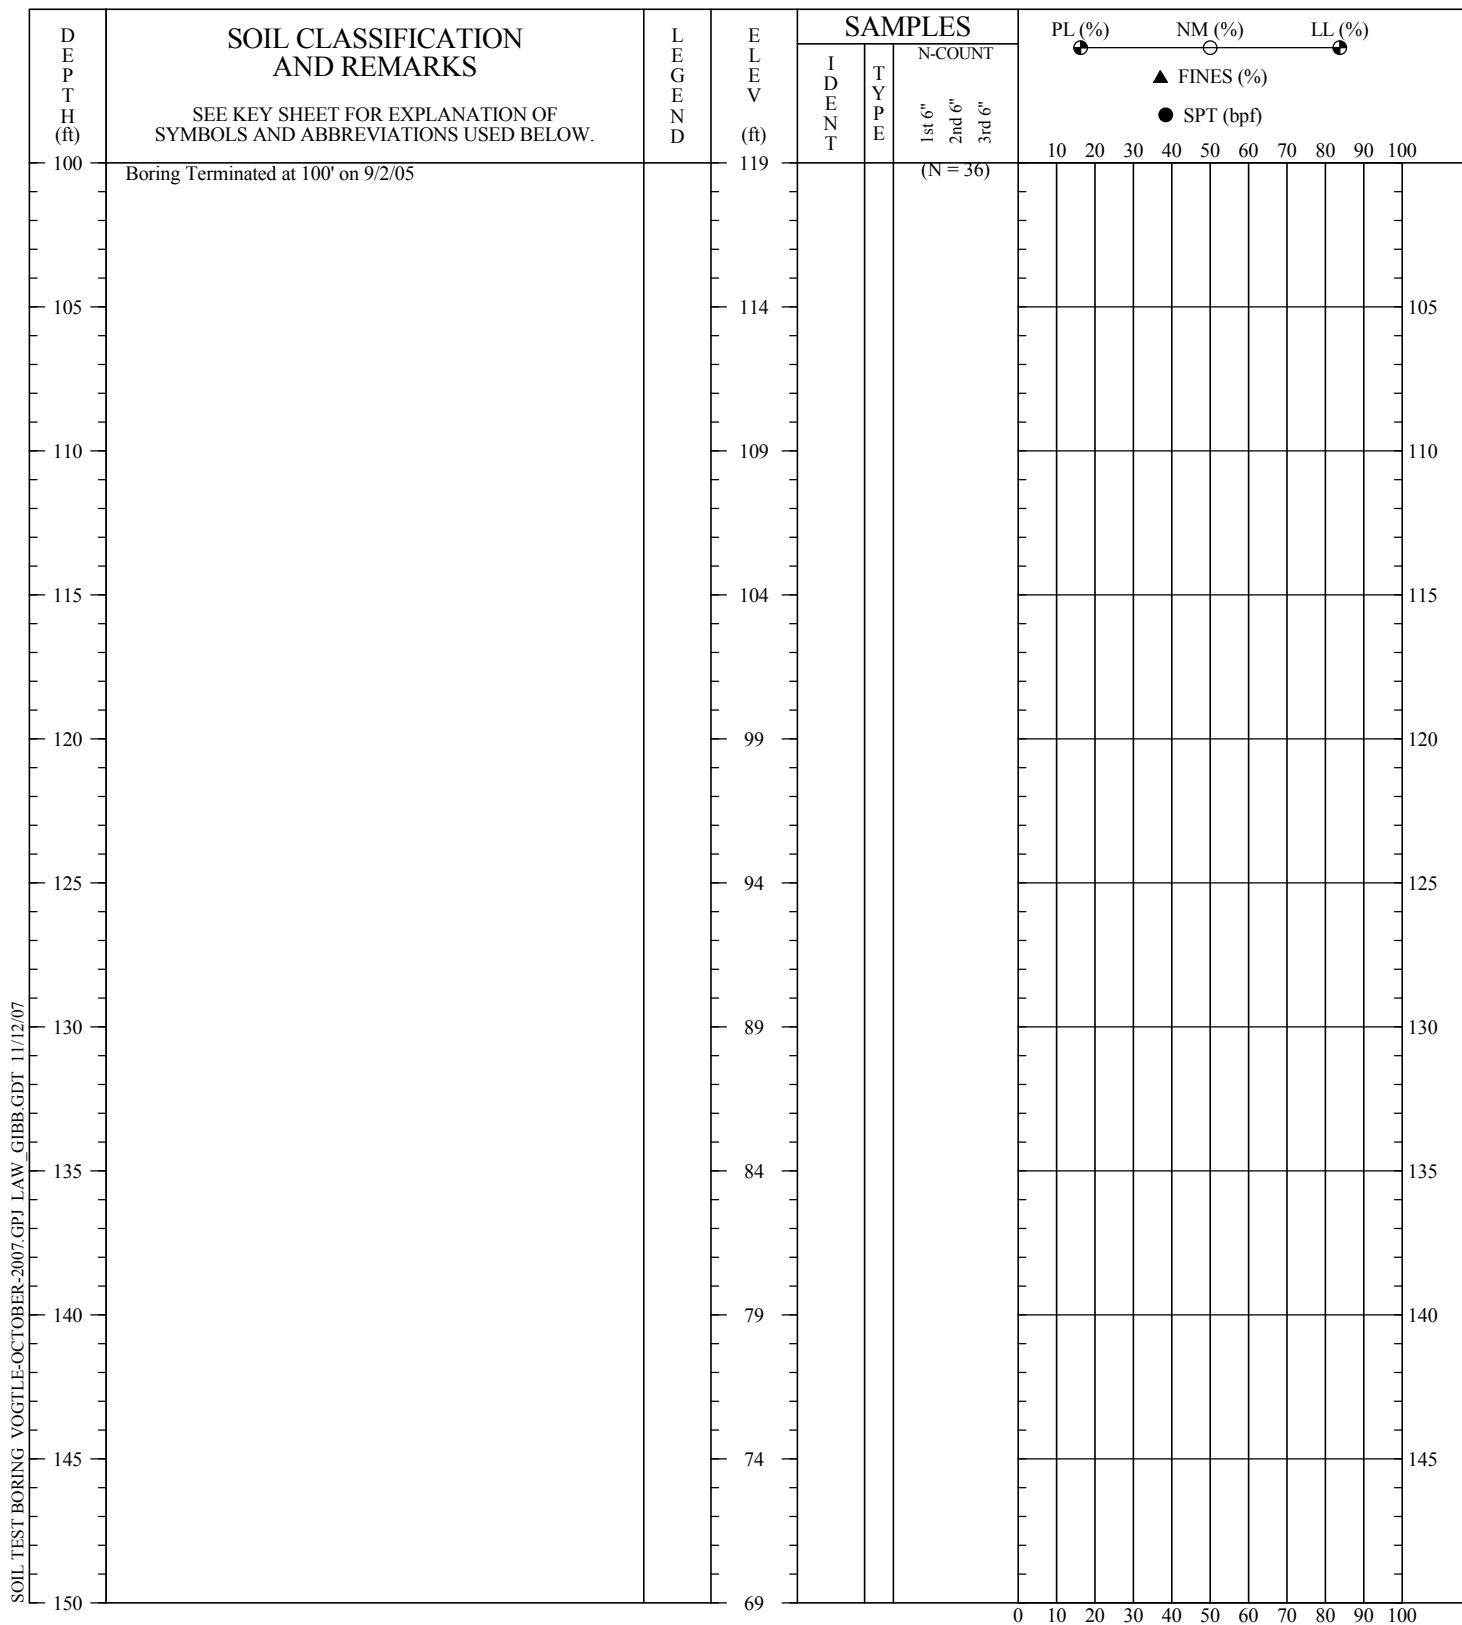 DEPTH
(ft)
SOIL CLASSIFICATION
AND REMARKS
SEE KEY SHEET FOR EXPLANATION OF
SYMBOLS AND ABBREVIATIONS USED BELOW.
LEGEND
ELEV
(ft)
SAMPLES
IDENT
TYPE
N-COUNT
1st 6"
2nd 6"
3rd 6"
PL (%) NM (%) LL (%)
FINES (%)
SPT (bpf)
10 20 30 40 50 60 70 80 90 100
100 Boring Terminated at 100' on 9/2/05 119 (N = 36)
105 114 105
110 109 110
115 104 115
120 99 120
125 94 125
130 89 130
135 84 135
140 79 140
145 74 145
150 69
0 10 20 30 40 50 60 70 80 90 100
SOIL TEST BORING VOGTLE-OCTOBER-2007.GPJ LAW_GIBB.GDT 11/12/07